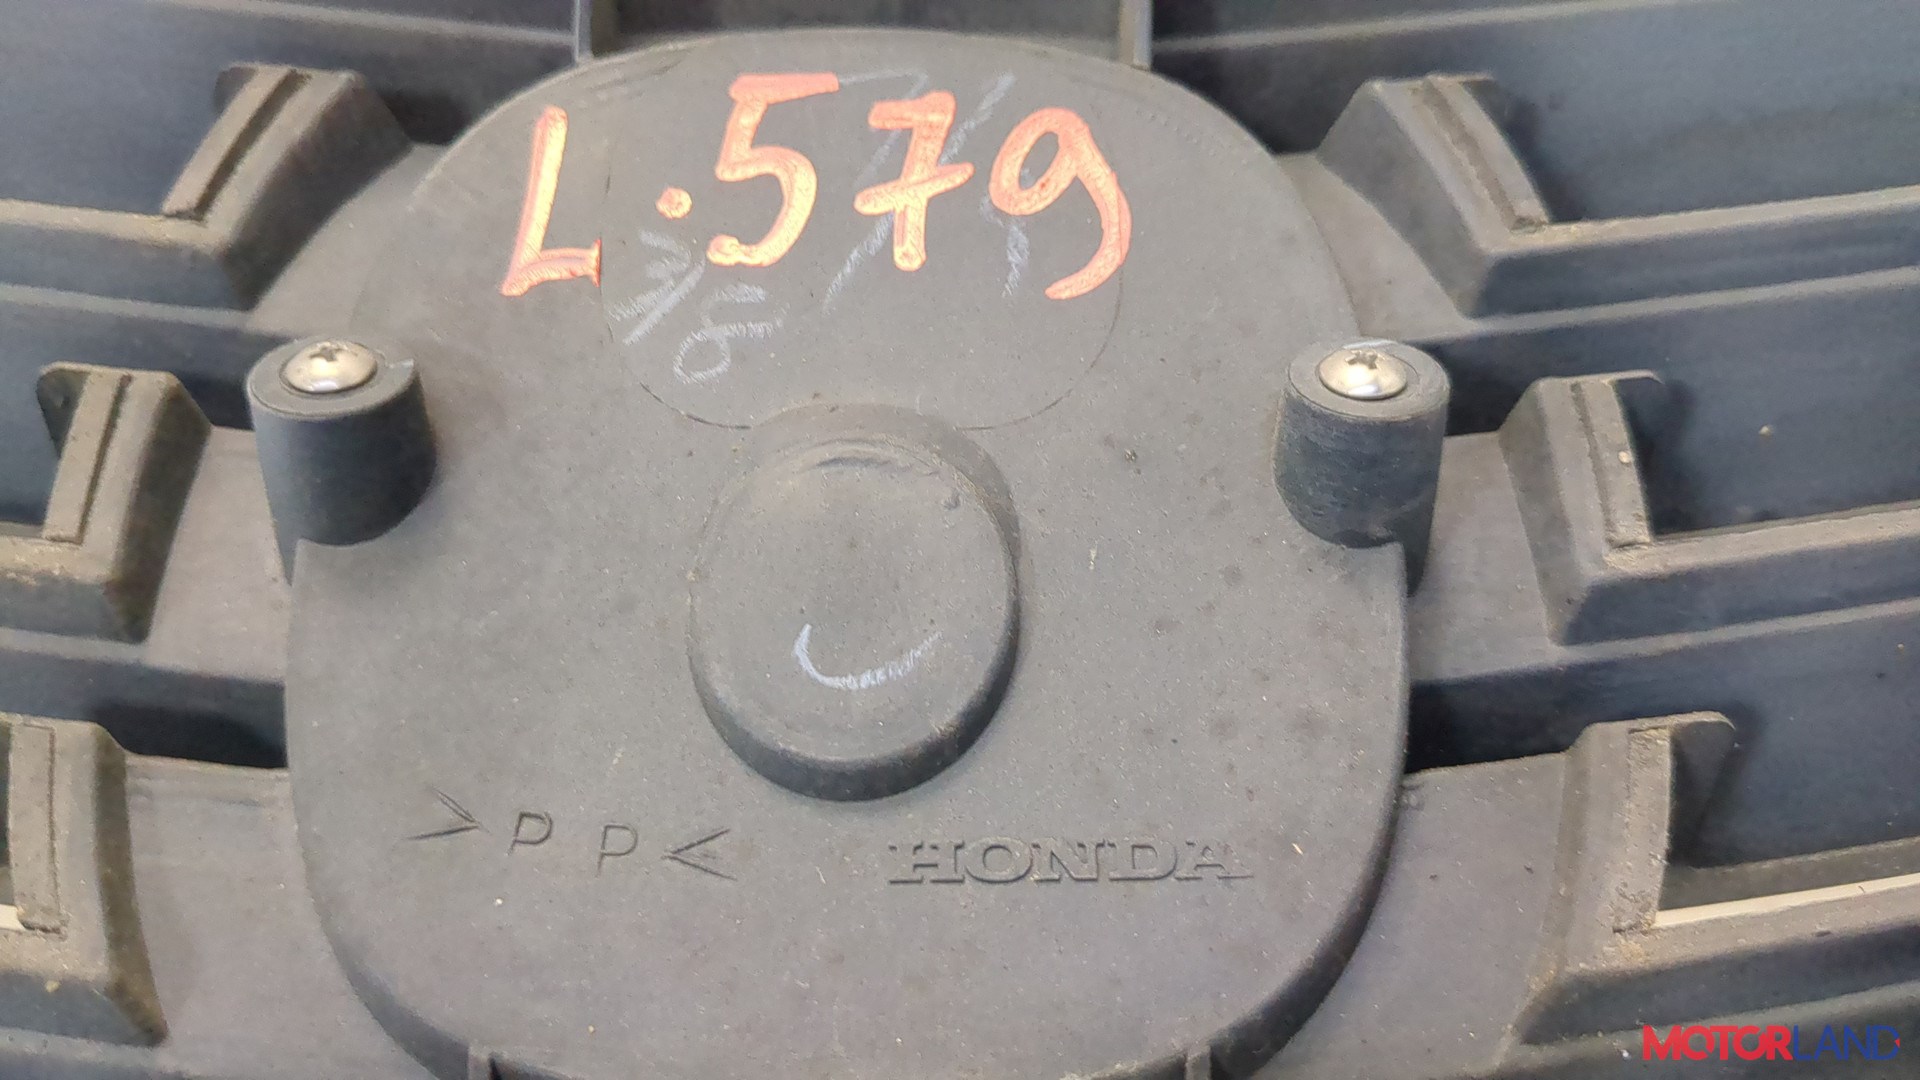 L.579
>PP< HONDA
MOTORLAND